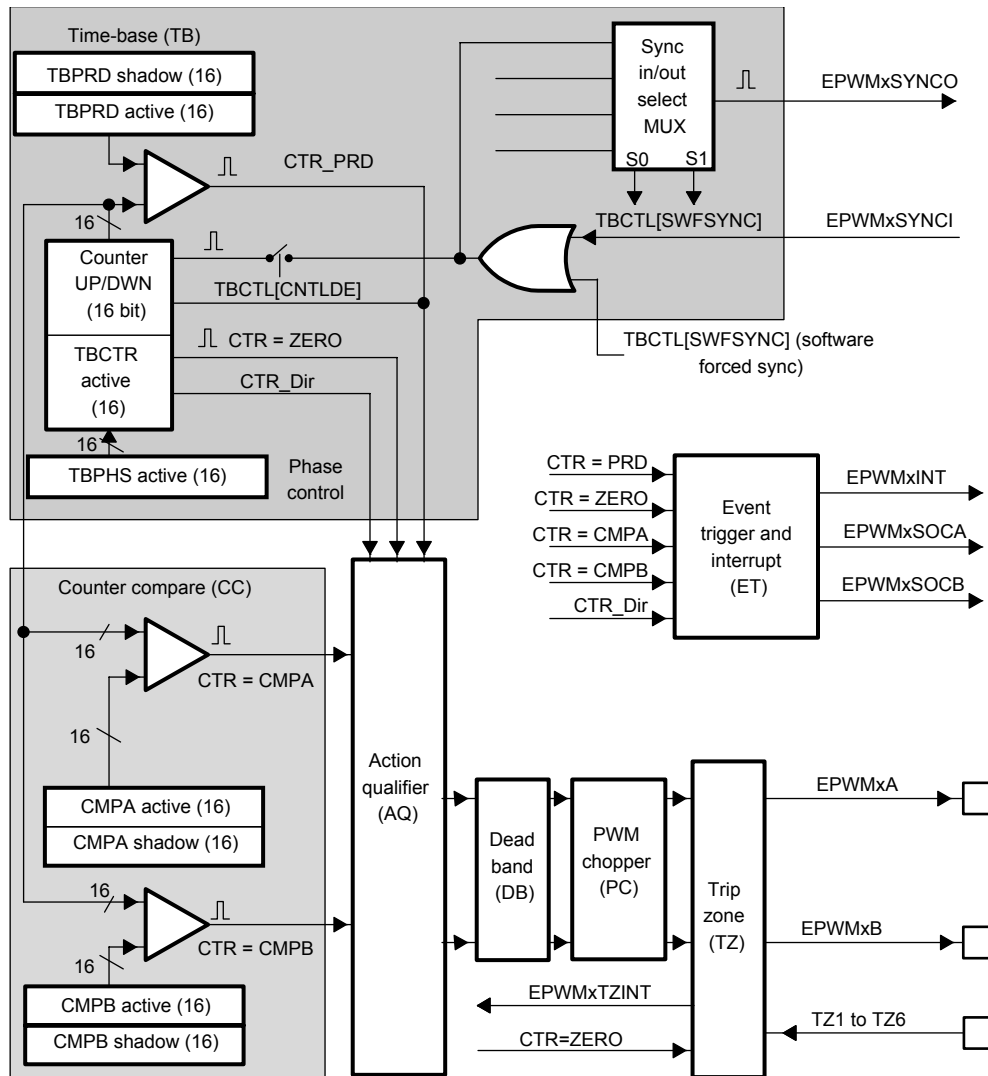 Time-base (TB)
TBPRD shadow (16)
TBPRD active (16)
CTR_PRD
16
Counter
UP/DWN
(16 bit)
TBCTL[CNTLDE]
TBCTR
active
(16)
CTR = ZERO
CTR_Dir
16
TBPHS active (16)
Phase
control
Sync
in/out
select
MUX
S0
S1
EPWMxSYNCO
TBCTL[SWFSYNC]
EPWMxSYNCI
TBCTL[SWFSYNC] (software
forced sync)
CTR = PRD
CTR = ZERO
CTR = CMPA
CTR = CMPB
CTR_Dir
Event
trigger and
interrupt
(ET)
EPWMxINT
EPWMxSOCA
EPWMxSOCB
Counter compare (CC)
16
CTR = CMPA
16
CMPA active (16)
CMPA shadow (16)
16
CTR = CMPB
16
CMPB active (16)
CMPB shadow (16)
Action
qualifier
(AQ)
Dead
band
(DB)
PWM
chopper
(PC)
Trip
zone
(TZ)
EPWMxA
EPWMxB
EPWMxTZINT
TZ1 to TZ6
CTR=ZERO